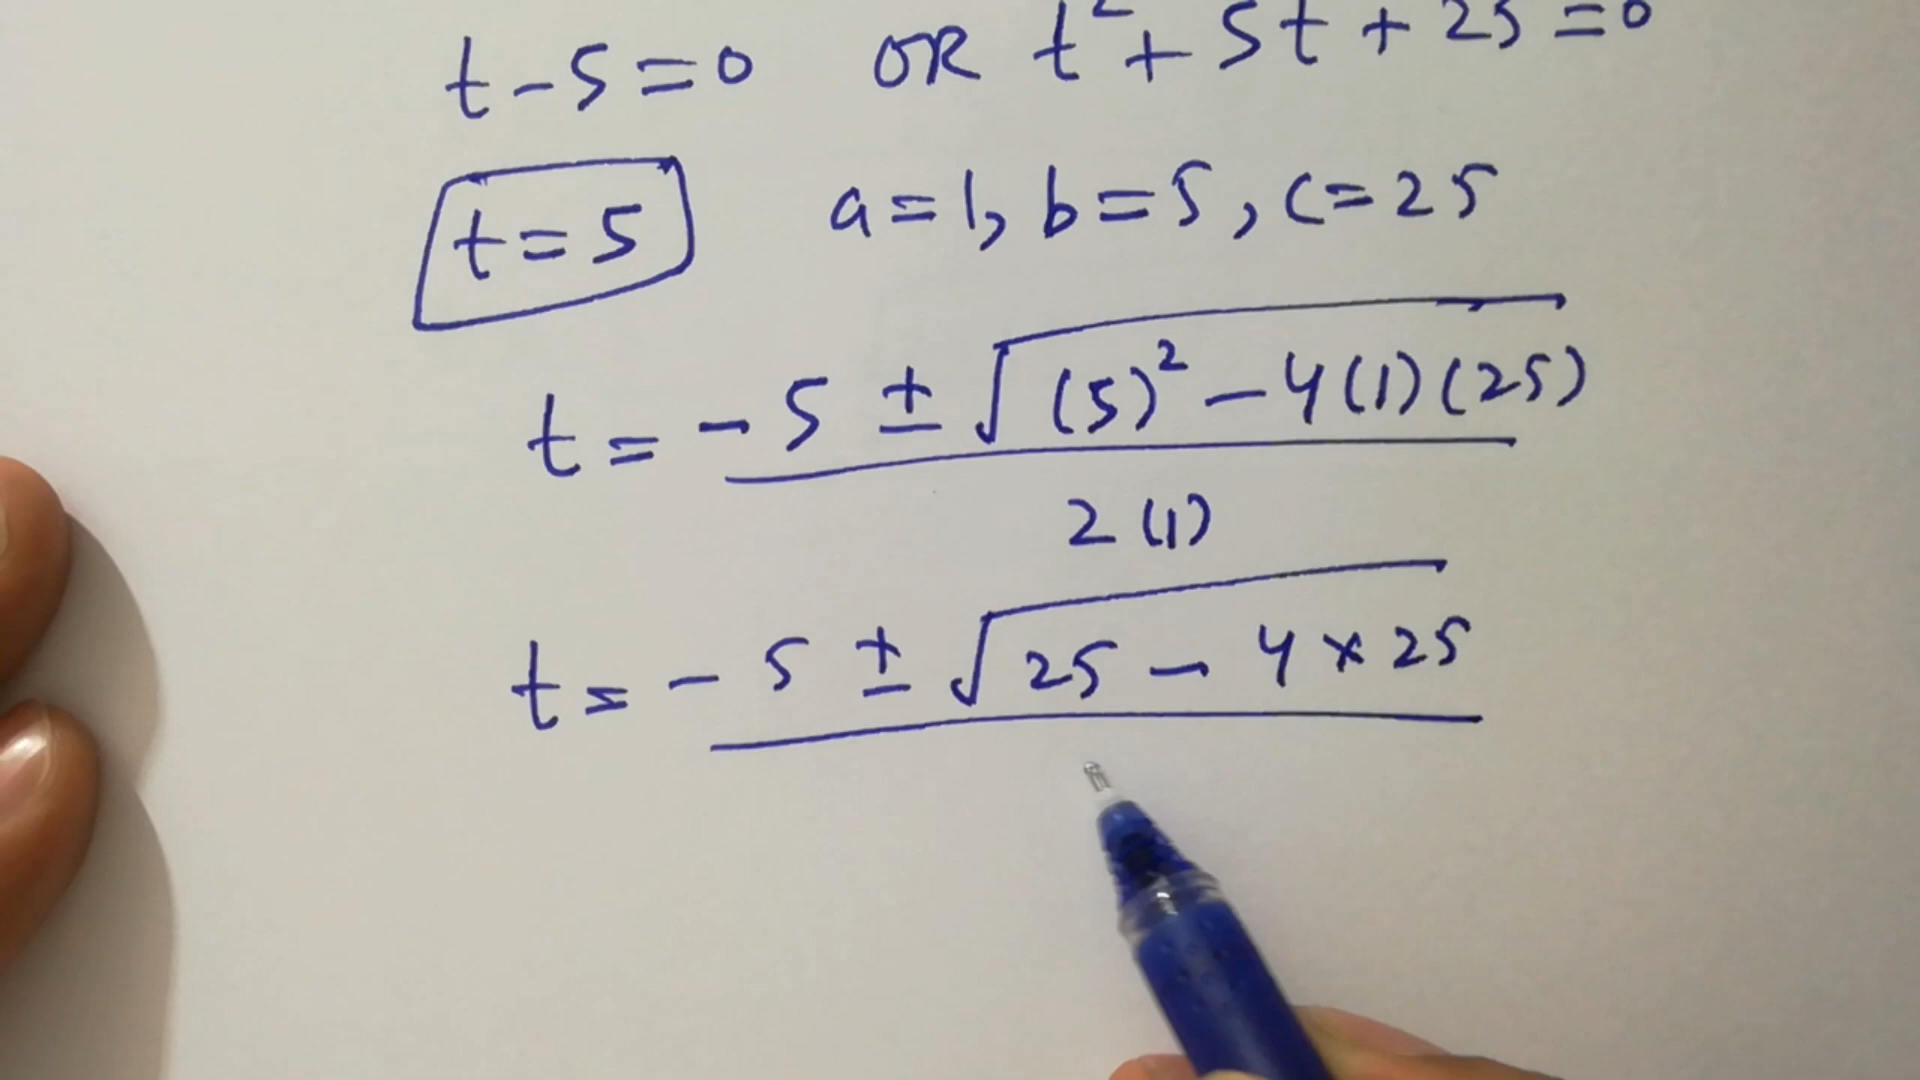 t - 5 = 0 OR t² + 5t + 25 = 0
t = 5 a = 1, b = 5, c = 25
t = - 5 ± √(5)² - 4(1)(25)
2(1)
t = - 5 ± √25 - 4 × 25